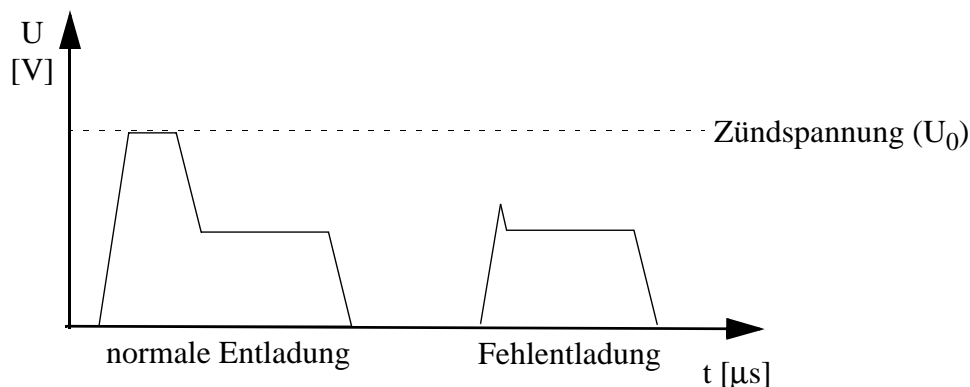 U
[V]
Zündspannung (U0)
normale Entladung
Fehlentladung
t [μs]